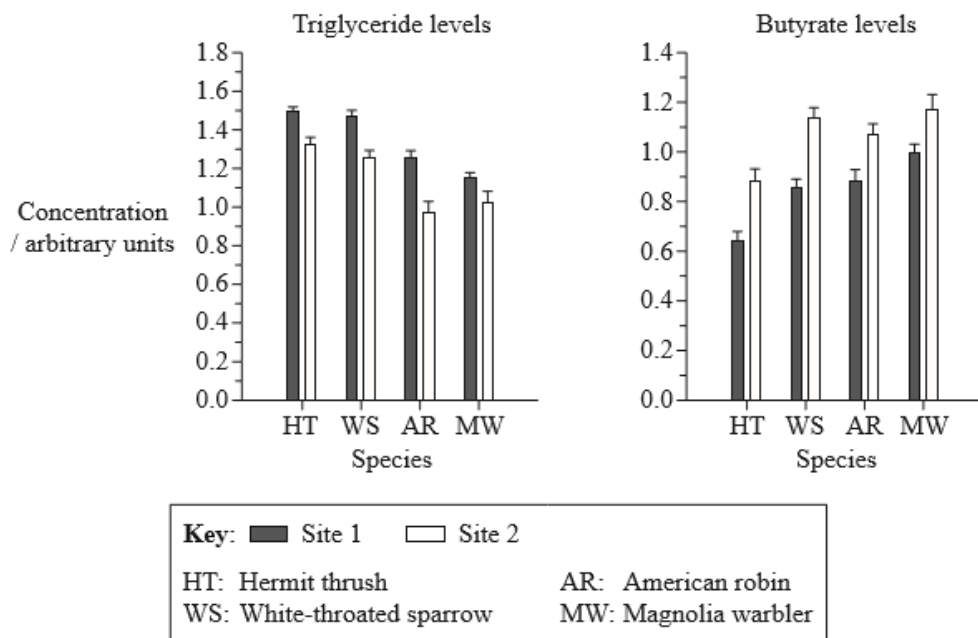 Triglyceride levels
1.8
1.6
1.4
1.2
1.0
0.8
0.6
0.4
0.2
0.0
Concentration
/ arbitrary units
HT WS AR MW
Species
Butyrate levels
1.4
1.2
1.0
0.8
0.6
0.4
0.2
0.0
HT WS AR MW
Species
Key: Site 1 Site 2
HT: Hermit thrush AR: American robin
WS: White-throated sparrow MW: Magnolia warbler